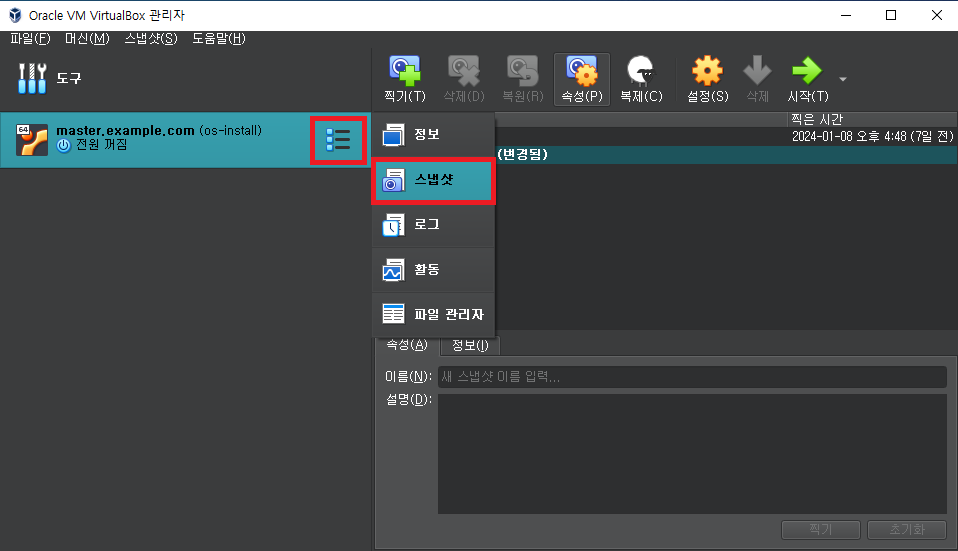 Oracle VM VirtualBox 관리자
파일(F) 머신(M) 스냅샷(S) 도움말(H)
도구
찍기(T) 삭제(D) 복원(R) 속성(P) 복제(C) 설정(S) 삭제 시작(T)
64
master.example.com (os-install)
전원 꺼짐
정보
스냅샷
로그
활동
파일 관리자
찍은 시간
2024-01-08 오후 4:48 (7일 전)
(변경됨)
속성(A) 정보(I)
이름(N): 새 스냅샷 이름 입력...
설명(D):
찍기 초기화